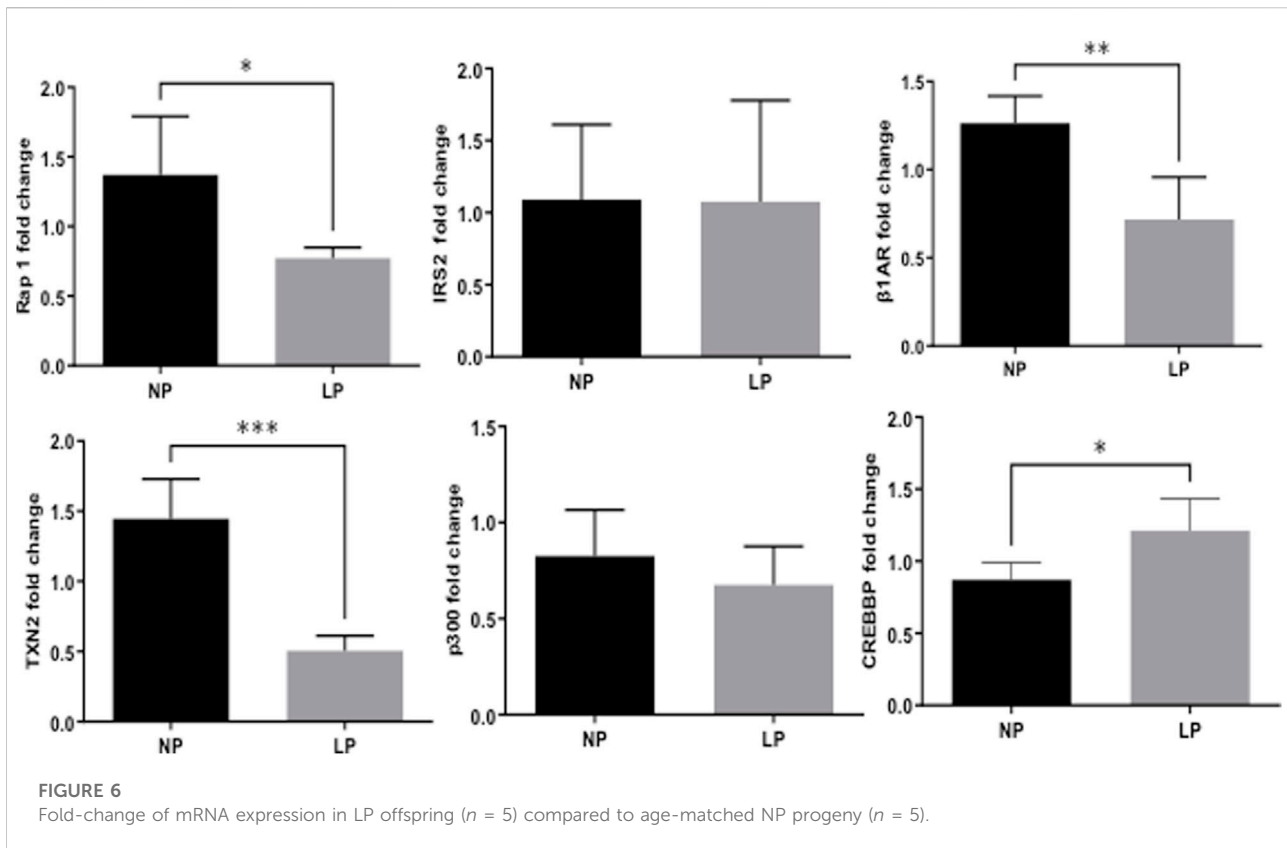 *
2.0
1.5
1.0
0.5
0.0
Rap 1 fold change
NP LP
2.0
1.5
1.0
0.5
0.0
IRS2 fold change
NP LP
**
1.5
1.0
0.5
0.0
β1AR fold change
NP LP
***
2.0
1.5
1.0
0.5
0.0
TXN2 fold change
NP LP
1.5
1.0
0.5
0.0
p300 fold change
NP LP
*
2.0
1.5
1.0
0.5
0.0
CREBBP fold change
NP LP
FIGURE 6
Fold-change of mRNA expression in LP offspring (n = 5) compared to age-matched NP progeny (n = 5).